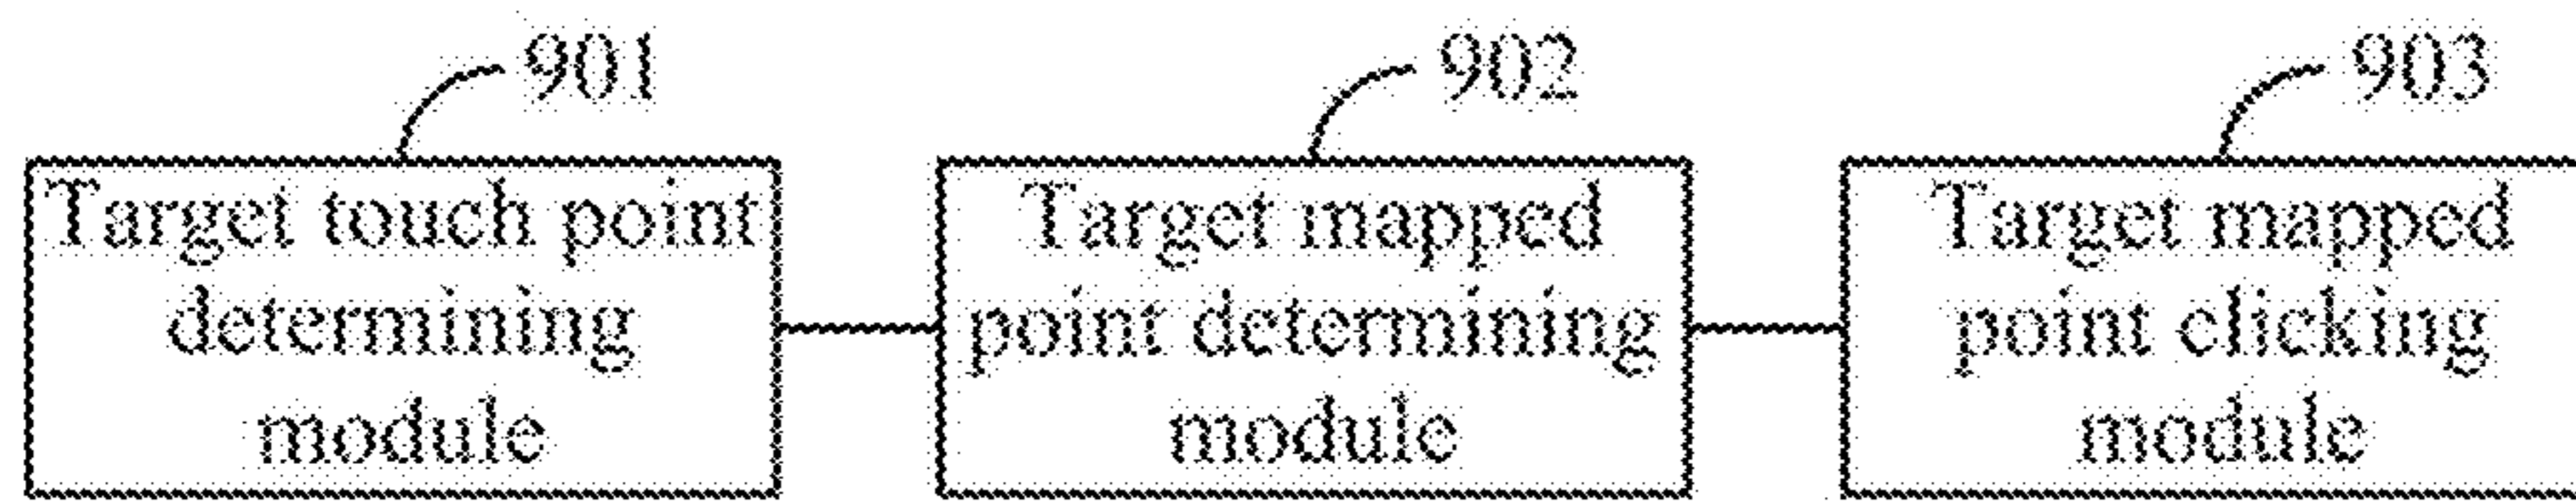 901
902
903
Target touch point
determining
module
Target mapped
point determining
module
Target mapped
point clicking
module